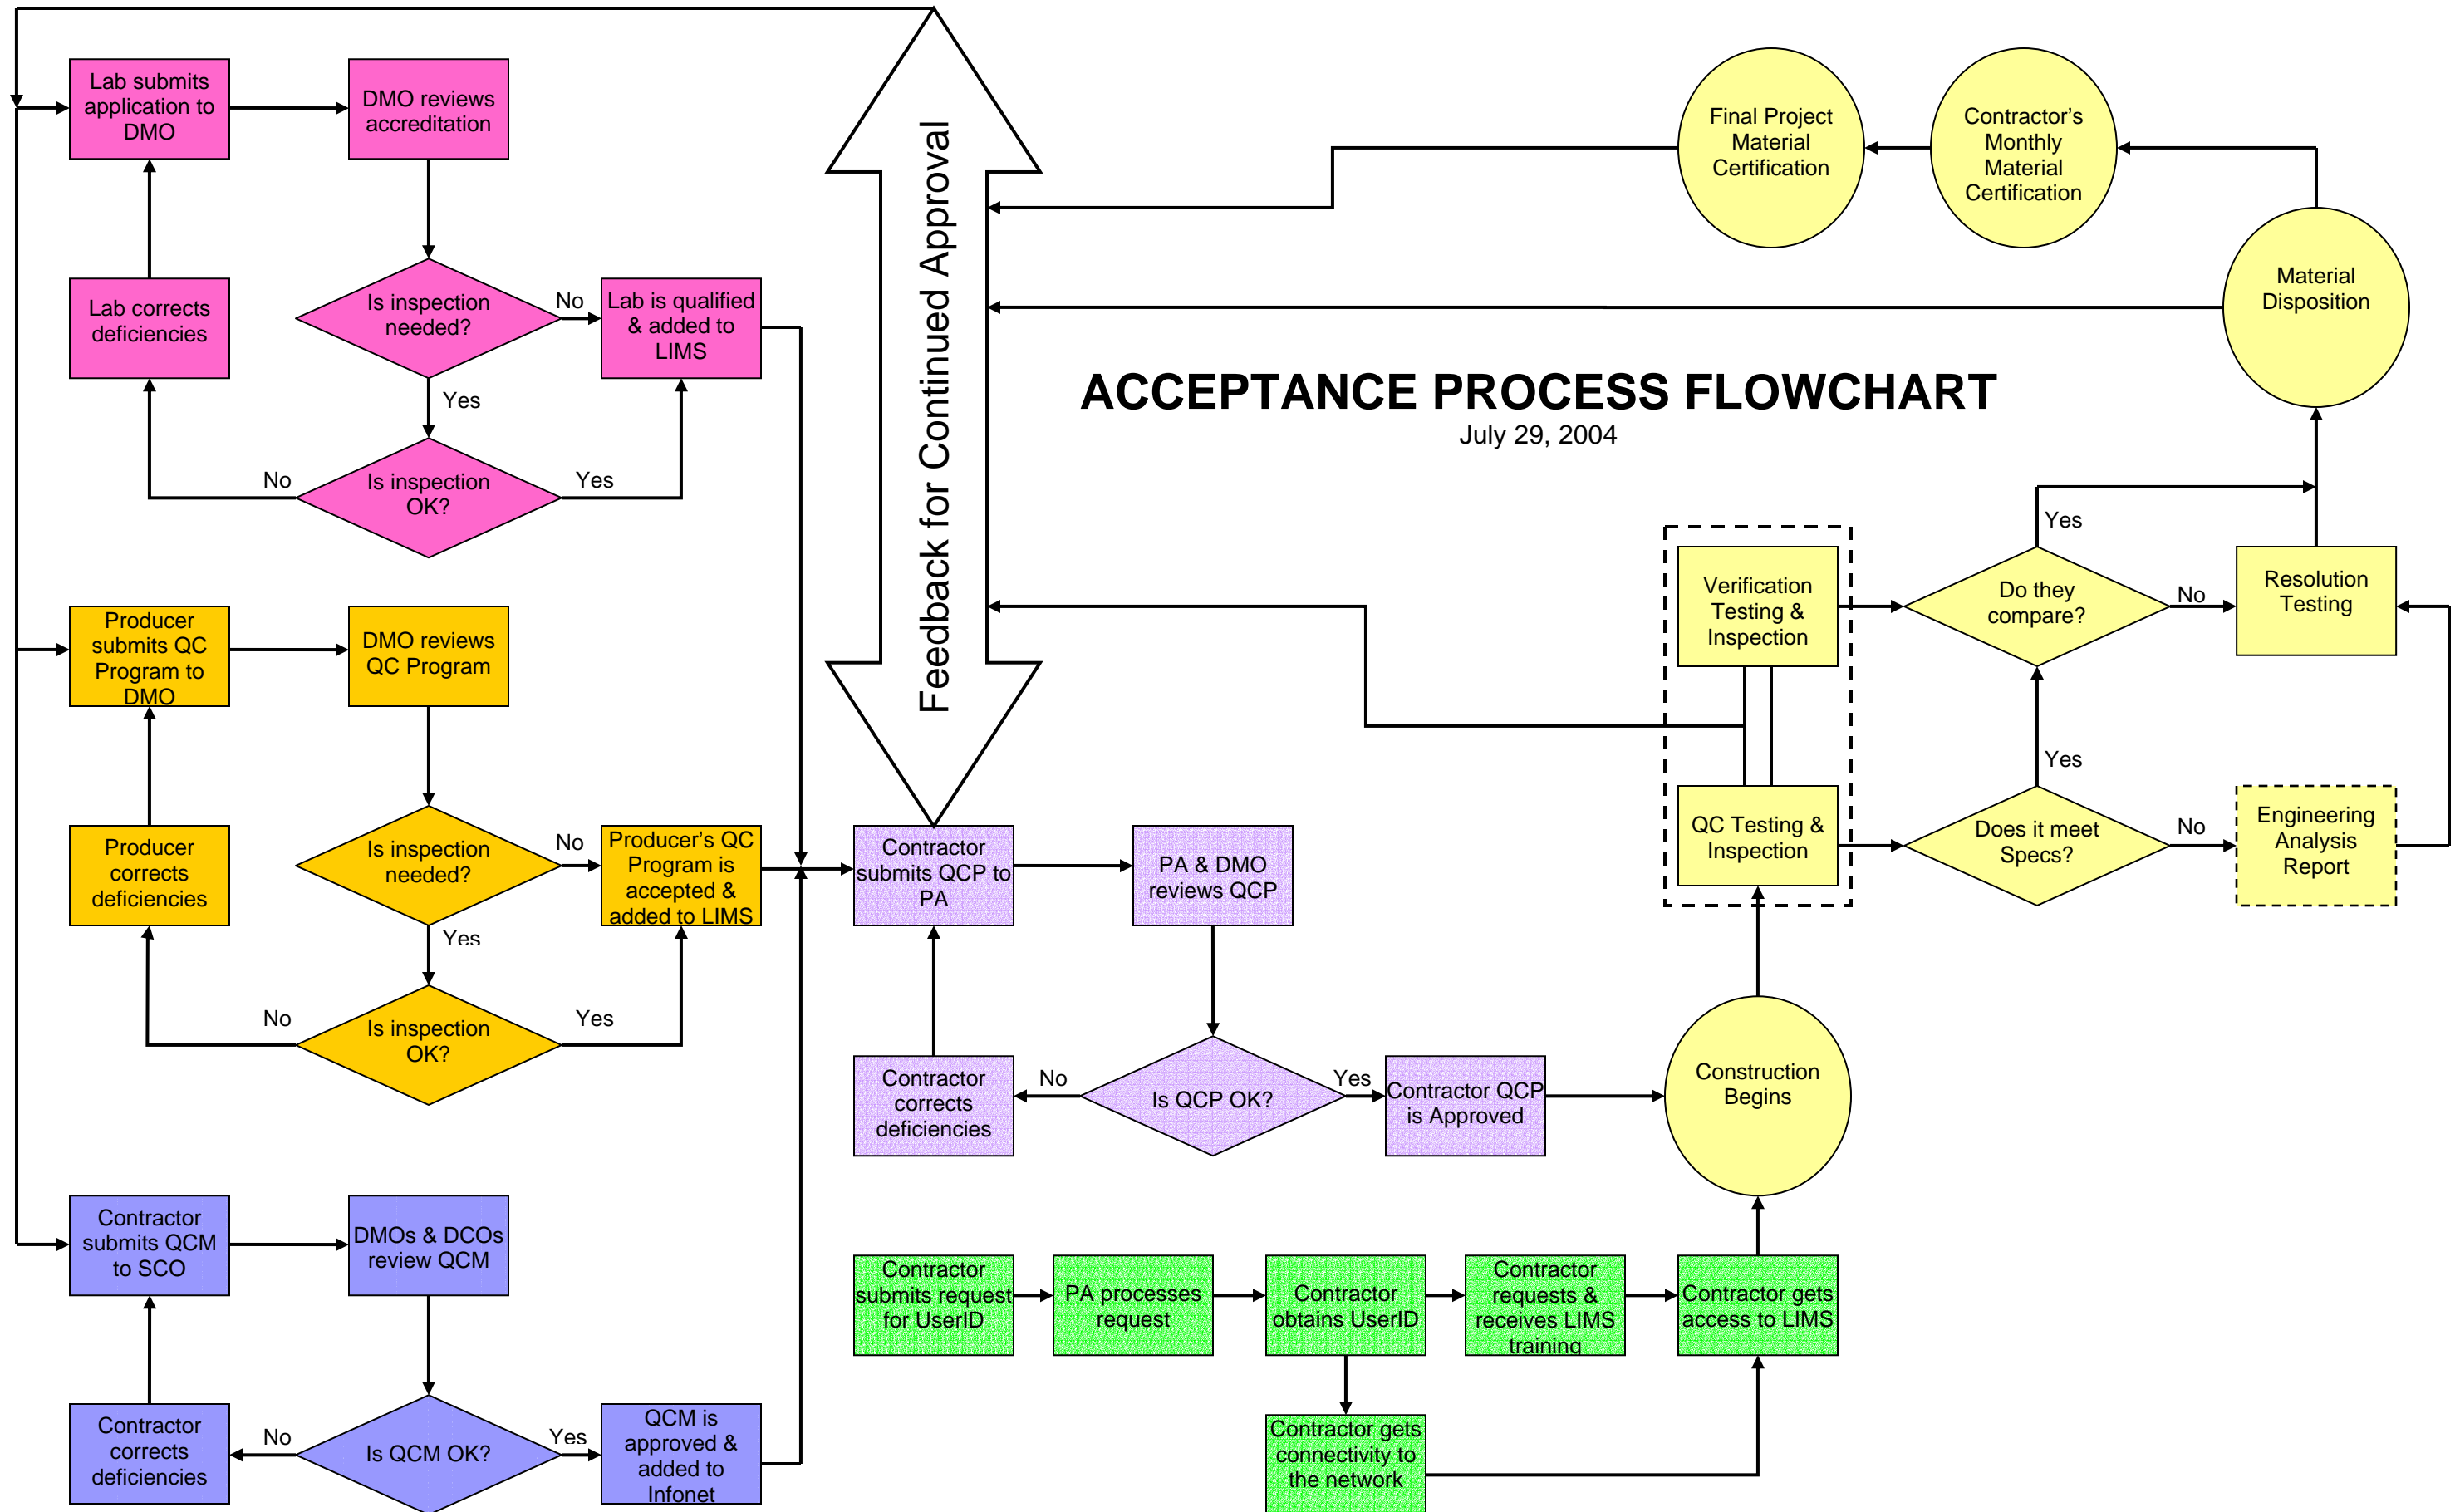 Lab submits
application to
DMO
DMO reviews
accreditation
Is inspection
needed?
No
Yes
Lab is qualified
& added to
LIMS
Lab corrects
deficiencies
Is inspection
OK?
No
Yes
Producer
submits QC
Program to
DMO
DMO reviews
QC Program
Is inspection
needed?
No
Yes
Producer's QC
Program is
accepted &
added to LIMS
Producer
corrects
deficiencies
Is inspection
OK?
No
Yes
Contractor
submits QCM
to SCO
DMOs & DCOs
review QCM
Is QCM OK?
No
Yes
Contractor
corrects
deficiencies
QCM is
approved &
added to
Infonet
Feedback for Continued Approval
ACCEPTANCE PROCESS FLOWCHART
July 29, 2004
Contractor
submits QCP to
PA
PA & DMO
reviews QCP
Is QCP OK?
No
Yes
Contractor
corrects
deficiencies
Contractor QCP
is Approved
Contractor
submits request
for UserID
PA processes
request
Contractor
obtains UserID
Contractor
requests &
receives LIMS
training
Contractor gets
access to LIMS
Contractor gets
connectivity to
the network
Construction
Begins
QC Testing &
Inspection
Verification
Testing &
Inspection
Does it meet
Specs?
Yes
No
Engineering
Analysis
Report
Do they
compare?
Yes
No
Resolution
Testing
Material
Disposition
Contractor's
Monthly
Material
Certification
Final Project
Material
Certification